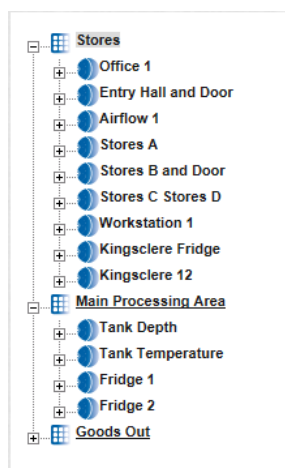 Stores
Office 1
Entry Hall and Door
Airflow 1
Stores A
Stores B and Door
Stores C Stores D
Workstation 1
Kingsclere Fridge
Kingsclere 12
Main Processing Area
Tank Depth
Tank Temperature
Fridge 1
Fridge 2
Goods Out